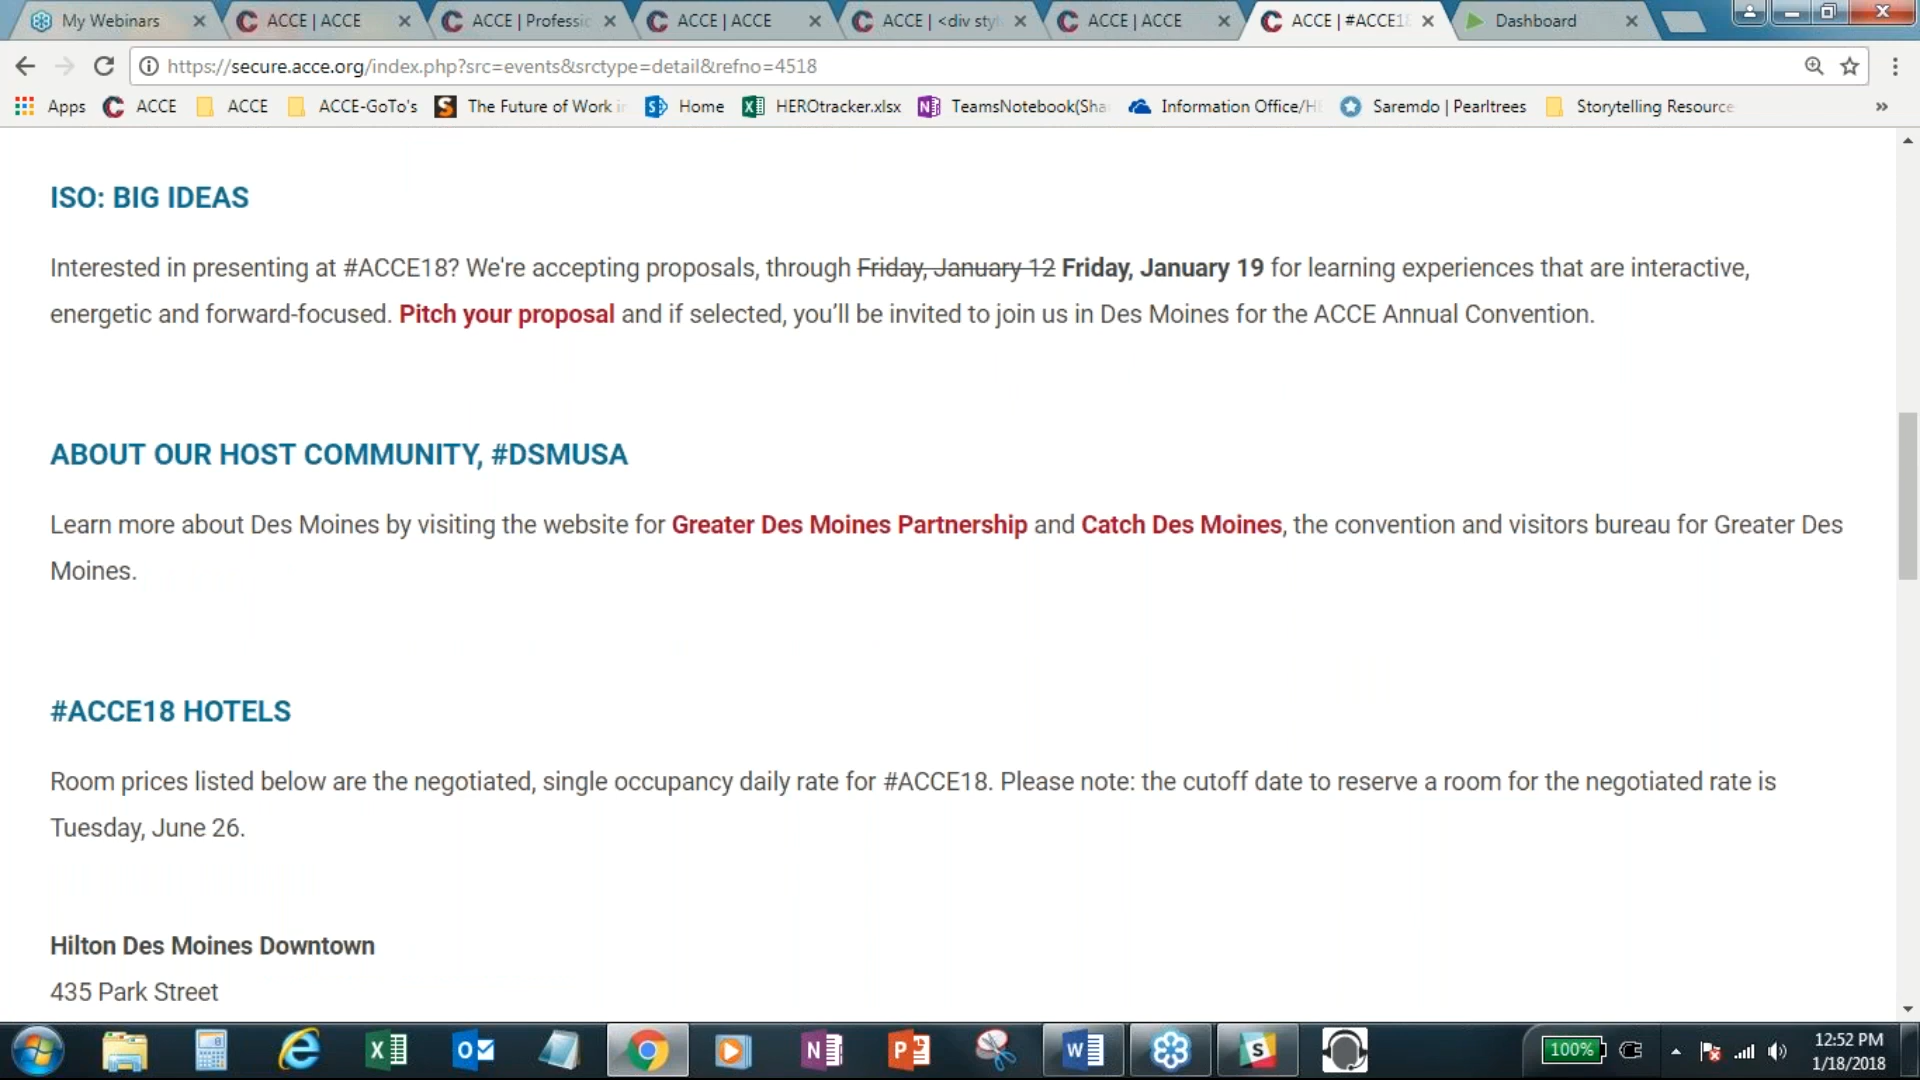 My Webinars
ACCE | ACCE
ACCE | Professic
ACCE | ACCE
ACCE | <div styl
ACCE | ACCE
ACCE | #ACCE18
Dashboard
https://secure.acce.org/index.php?src=events&srctype=detail&refno=4518
Apps
ACCE
ACCE
ACCE-GoTo's
The Future of Work in
Home
HEROtracker.xlsx
TeamsNotebook(Sha
Information Office/H
Saremdo | Pearltrees
Storytelling Resource
»
ISO: BIG IDEAS
Interested in presenting at #ACCE18? We're accepting proposals, through Friday, January 12 Friday, January 19 for learning experiences that are interactive,
energetic and forward-focused. Pitch your proposal and if selected, you'll be invited to join us in Des Moines for the ACCE Annual Convention.
ABOUT OUR HOST COMMUNITY, #DSMUSA
Learn more about Des Moines by visiting the website for Greater Des Moines Partnership and Catch Des Moines, the convention and visitors bureau for Greater Des
Moines.
#ACCE18 HOTELS
Room prices listed below are the negotiated, single occupancy daily rate for #ACCE18. Please note: the cutoff date to reserve a room for the negotiated rate is
Tuesday, June 26.
Hilton Des Moines Downtown
435 Park Street
100%
12:52 PM
1/18/2018